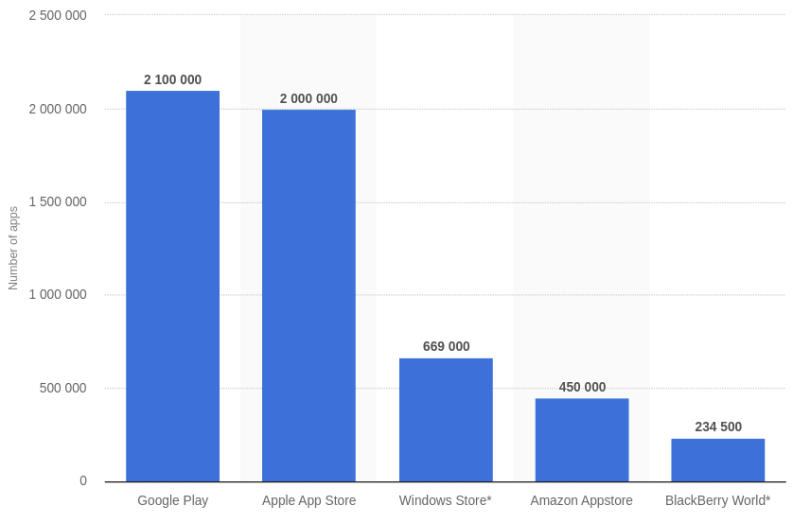 2 500 000
2 000 000
1 500 000
1 000 000
500 000
0
Number of apps
2 100 000
2 000 000
669 000
450 000
234 500
Google Play
Apple App Store
Windows Store*
Amazon Appstore
BlackBerry World*